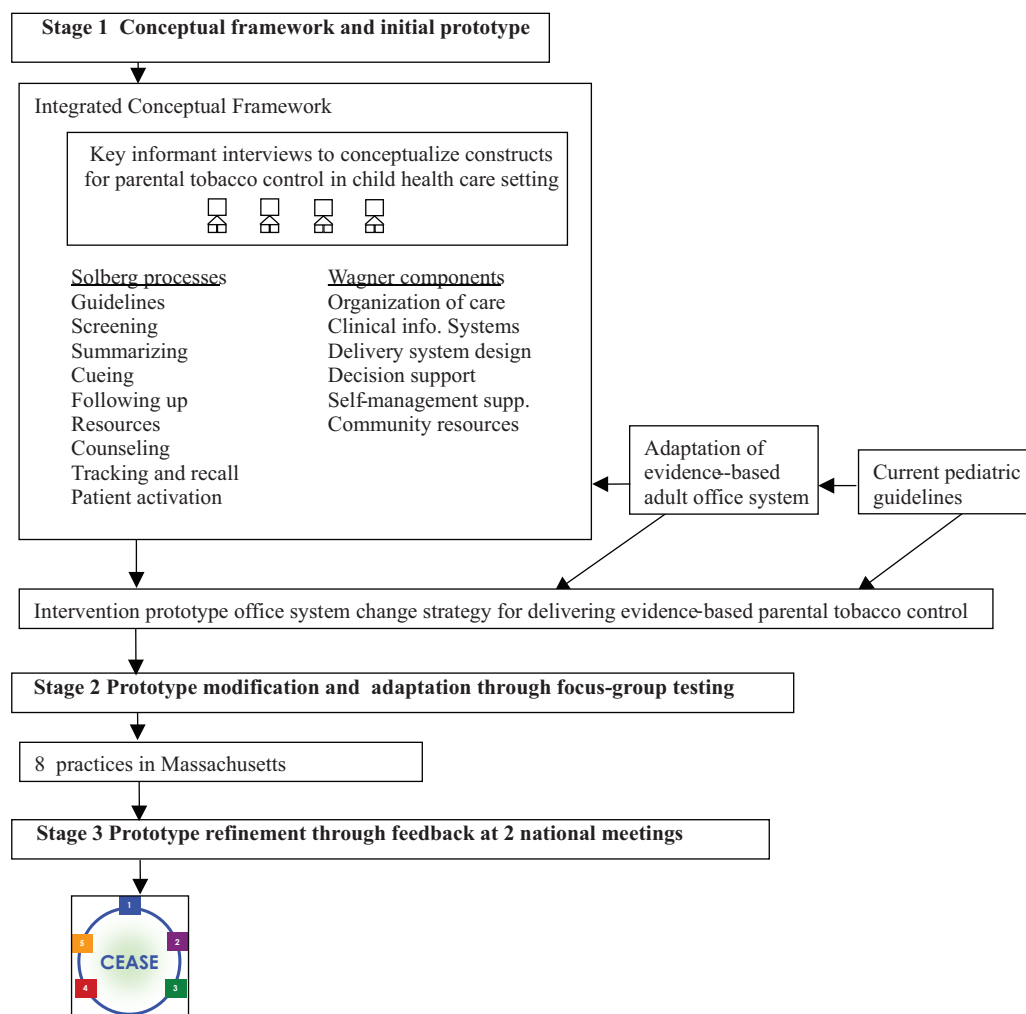 Stage 1 Conceptual framework and initial prototype
Integrated Conceptual Framework
Key informant interviews to conceptualize constructs
for parental tobacco control in child health care setting
Solberg processes
Guidelines
Screening
Summarizing
Cueing
Following up
Resources
Counseling
Tracking and recall
Patient activation
Wagner components
Organization of care
Clinical info. Systems
Delivery system design
Decision support
Self-management supp.
Community resources
Adaptation of
evidence--based
adult office system
Current pediatric
guidelines
Intervention prototype office system change strategy for delivering evidence-based parental tobacco control
Stage 2 Prototype modification and adaptation through focus-group testing
8 practices in Massachusetts
Stage 3 Prototype refinement through feedback at 2 national meetings
1
5
2
CEASE
4
3